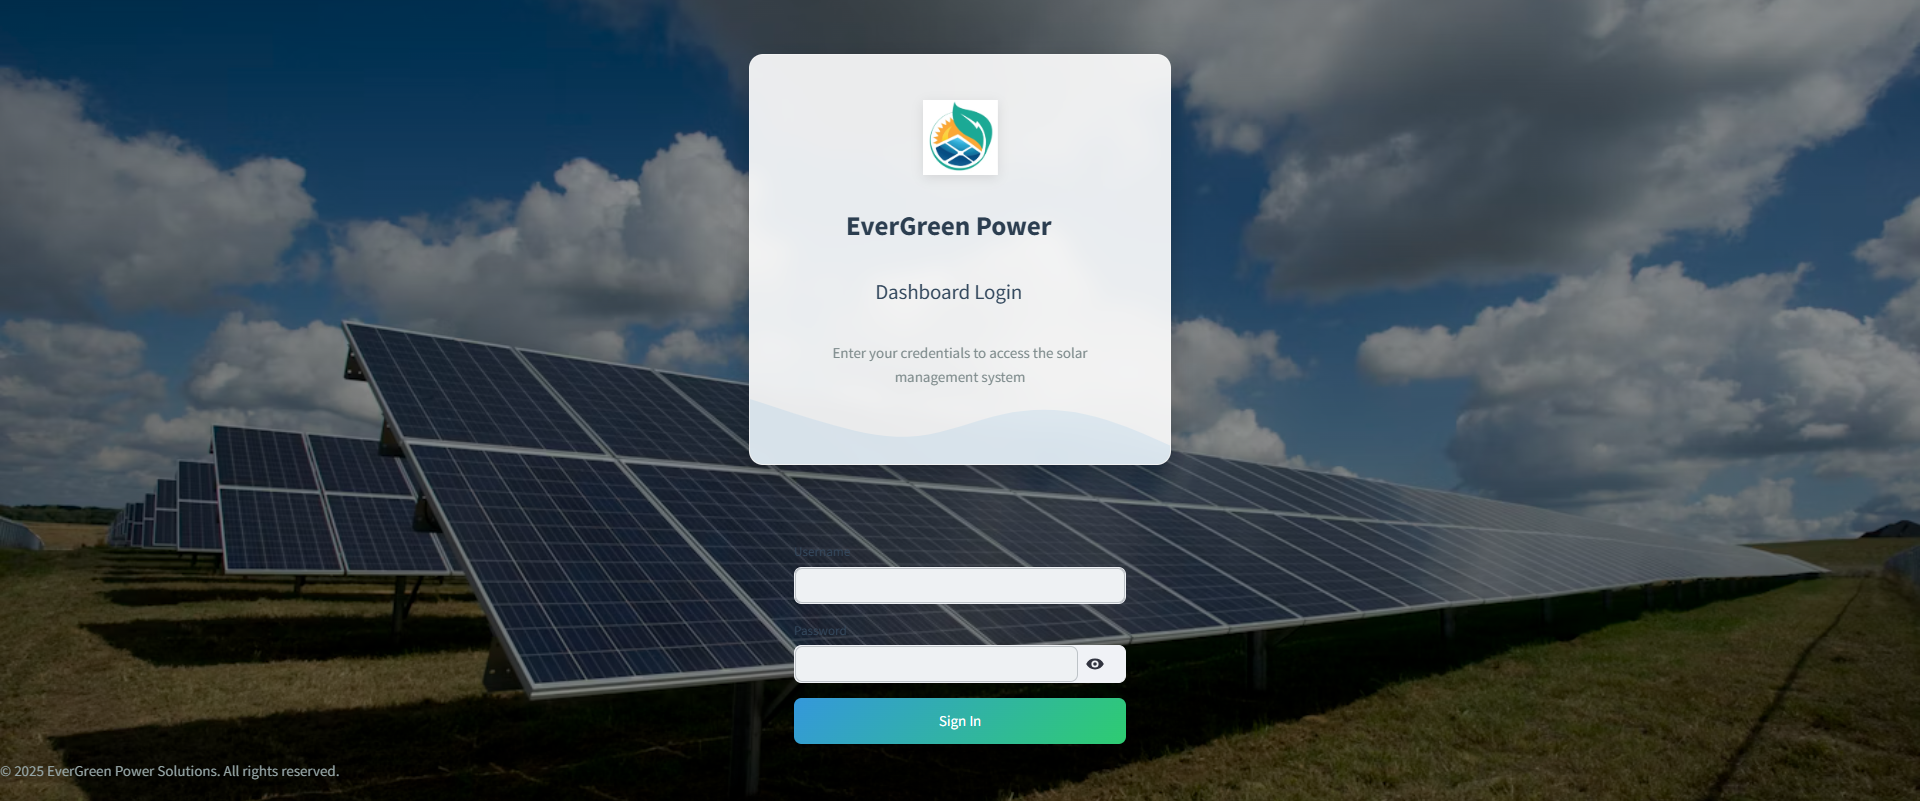 EverGreen Power
Dashboard Login
Enter your credentials to access the solar
management system
Username
Password
Sign In
© 2025 EverGreen Power Solutions. All rights reserved.